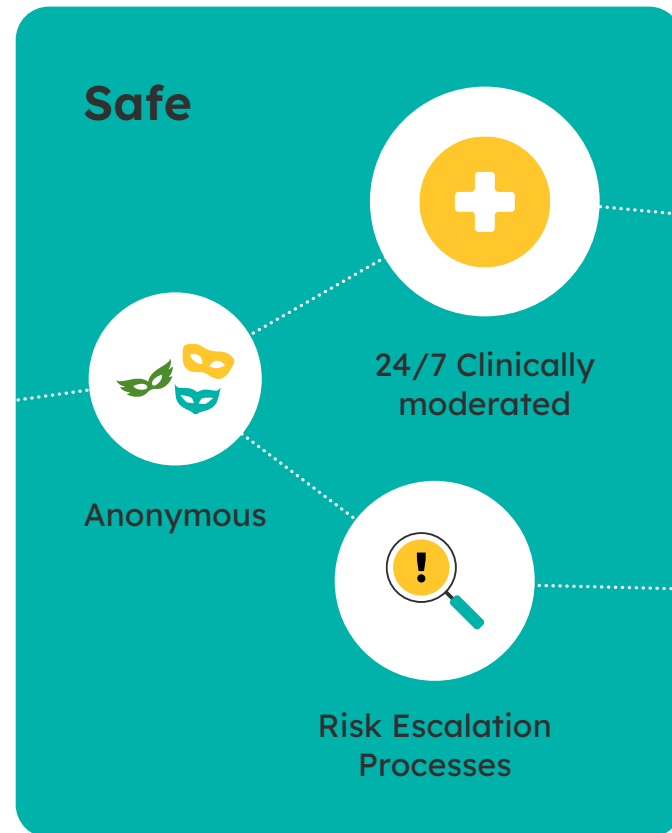 Safe
24/7 Clinically
moderated
Anonymous
!
Risk Escalation
Processes